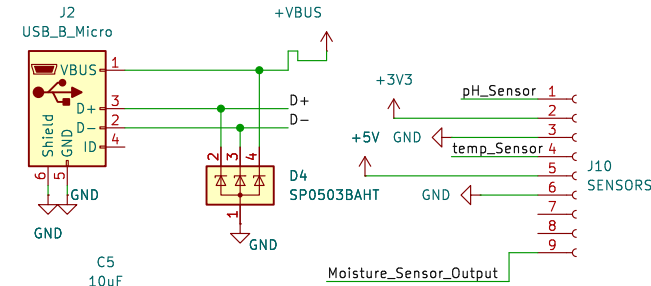 J2
USB_B_Micro
+VBUS
1
VBUS
3
D+
2
D-
4
ID
Shield
GND
6
5
GND
GND
D+
D-
2
3
4
D4
SP0503BAHT
1
GND
C5
10uF
+3V3
+5V
GND
GND
pH_Sensor
1
2
3
temp_Sensor
4
5
6
7
8
9
J10
SENSORS
Moisture_Sensor_Output